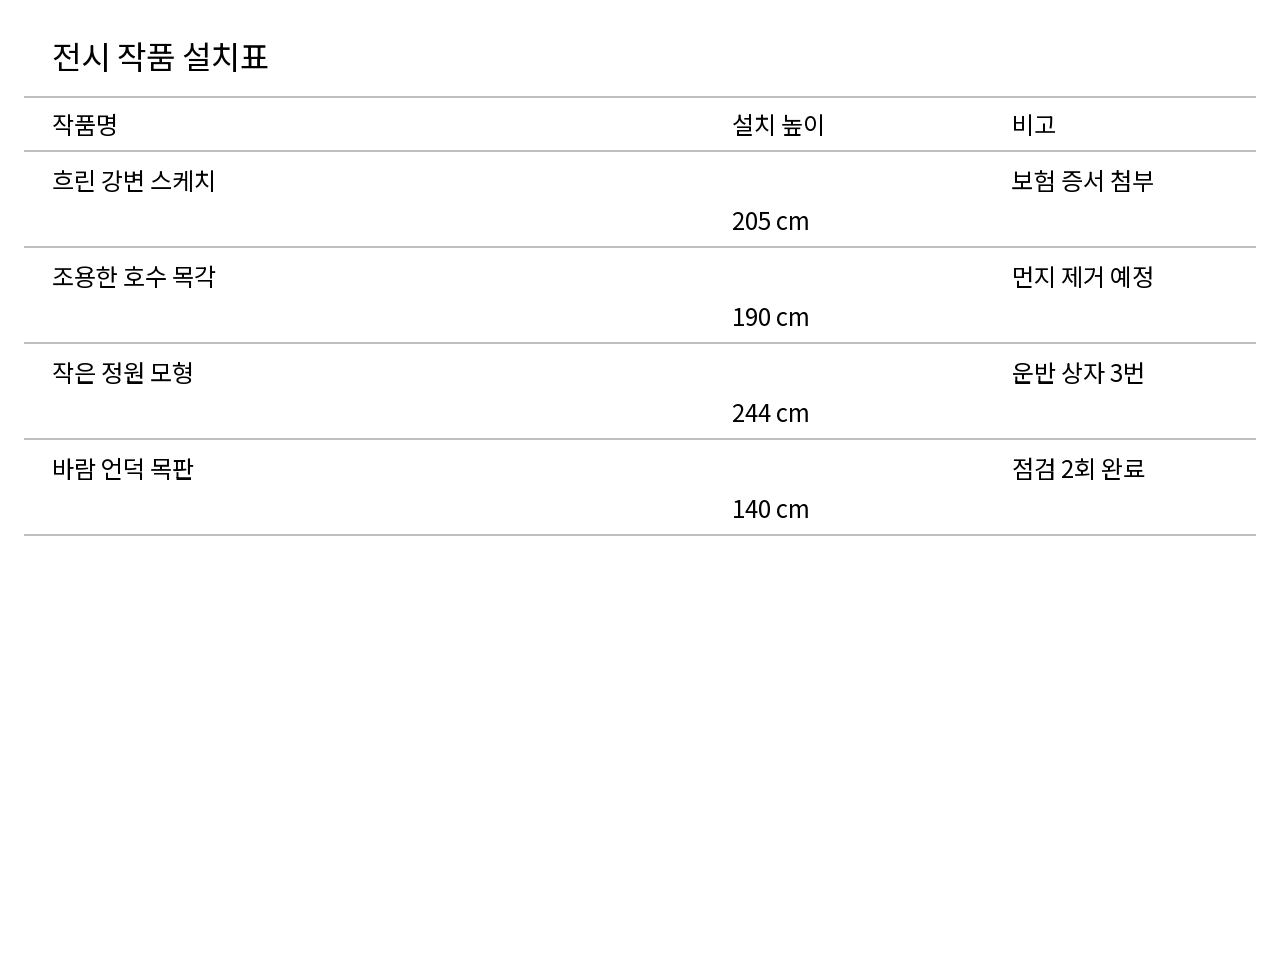 전시 작품 설치표
작품명 설치 높이 비고
흐린 강변 스케치 보험 증서 첨부
205 cm
조용한 호수 목각 먼지 제거 예정
190 cm
작은 정원 모형 운반 상자 3번
244 cm
바람 언덕 목판 점검 2회 완료
140 cm